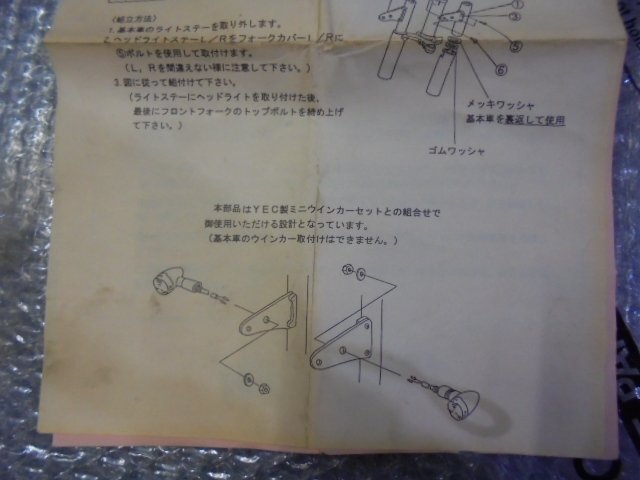 〈組立方法〉
1.基本車のライトステーを取り外します。
2.ヘッドライトステーL/RをフォークカバーL/Rに
⑤ボルトを使用して取付けます。
(L,Rを間違えない様に注意して下さい。)
3.図に従って組付けて下さい。
(ライトステーにヘッドライトを取り付けた後、
最後にフロントフォークのトップボルトを締め上げ
て下さい。)
①
③
⑤
⑥
メッキワッシャ
基本車を裏返して使用
ゴムワッシャ
本部品はYEC製ミニウインカーセットとの組合せで
御使用いただける設計となっています。
(基本車のウインカー取付けはできません。)